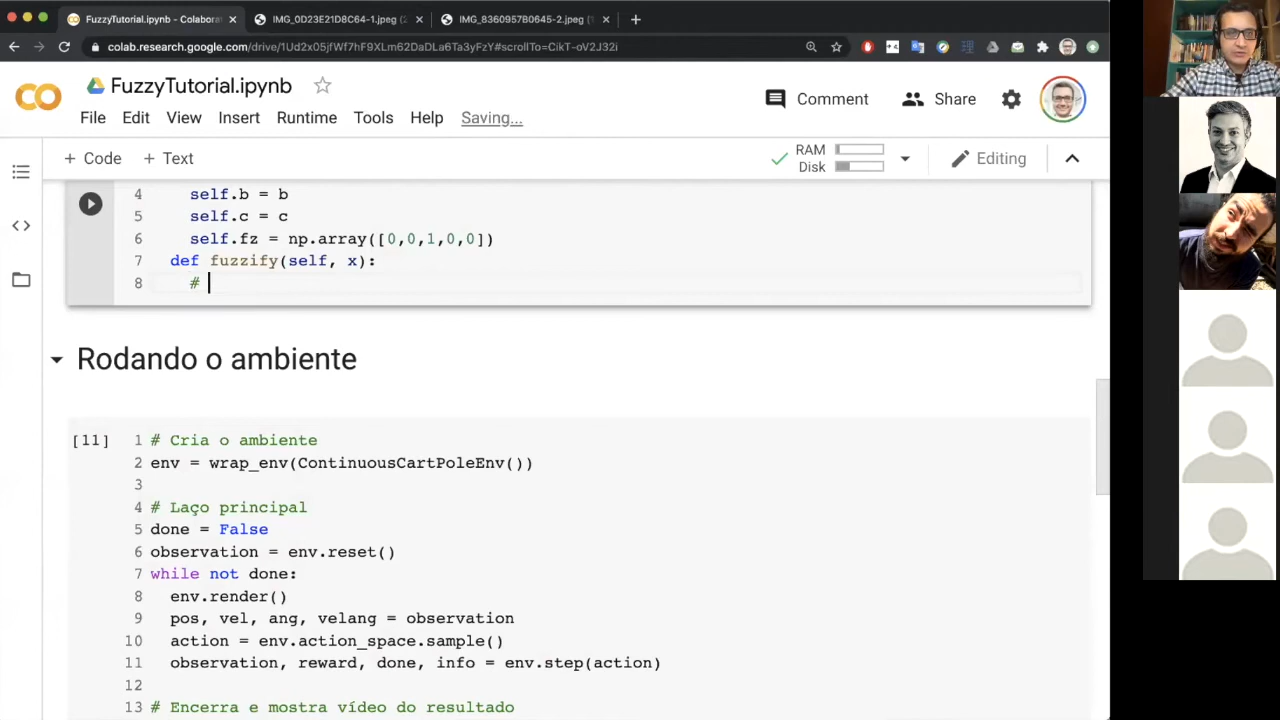 FuzzyTutorial.ipynb - Colabora
IMG_0D23E21D8C64-1.jpeg (2
IMG_8360957B0645-2.jpeg (1
colab.research.google.com/drive/1Ud2x05jfWf7hF9XLm62DaDLa6Ta3yFzY#scrollTo=CikT-oV2J32i
CO FuzzyTutorial.ipynb
File Edit View Insert Runtime Tools Help Saving...
Comment Share
+ Code + Text
RAM
Disk
Editing
4 self.b = b
5 self.c = c
6 self.fz = np.array([0,0,1,0,0])
7 def fuzzify(self, x):
8 #
Rodando o ambiente
[11] 1 # Cria o ambiente
2 env = wrap_env(ContinuousCartPoleEnv())
3
4 # Laço principal
5 done = False
6 observation = env.reset()
7 while not done:
8 env.render()
9 pos, vel, ang, velang = observation
10 action = env.action_space.sample()
11 observation, reward, done, info = env.step(action)
12
13 # Encerra e mostra vídeo do resultado